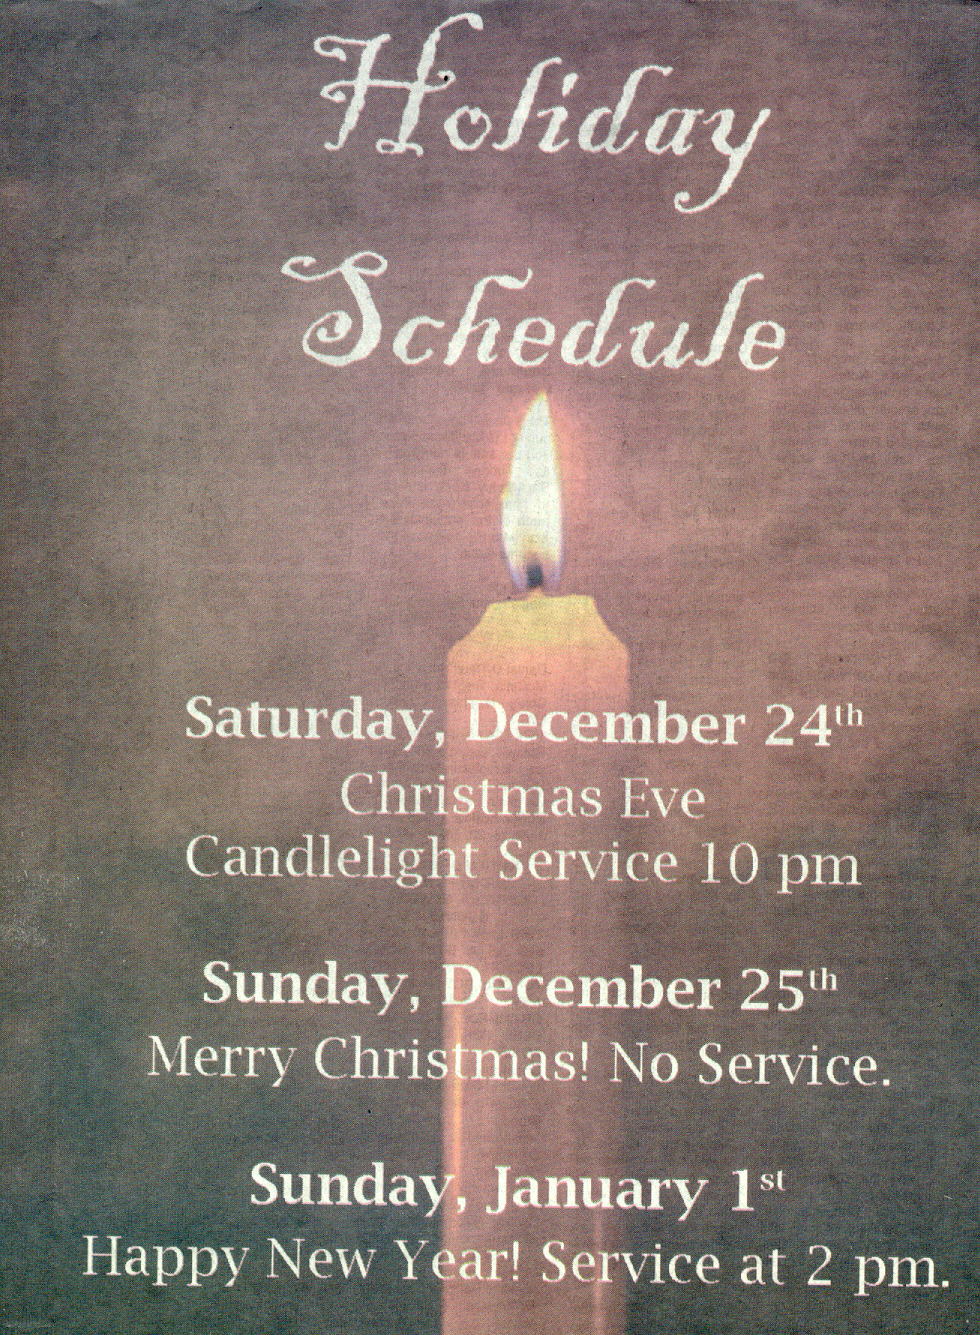 Holiday
Schedule
Saturday, December 24th
Christmas Eve
Candlelight Service 10 pm
Sunday, December 25th
Merry Christmas! No Service.
Sunday, January 1st
Happy New Year! Service at 2 pm.